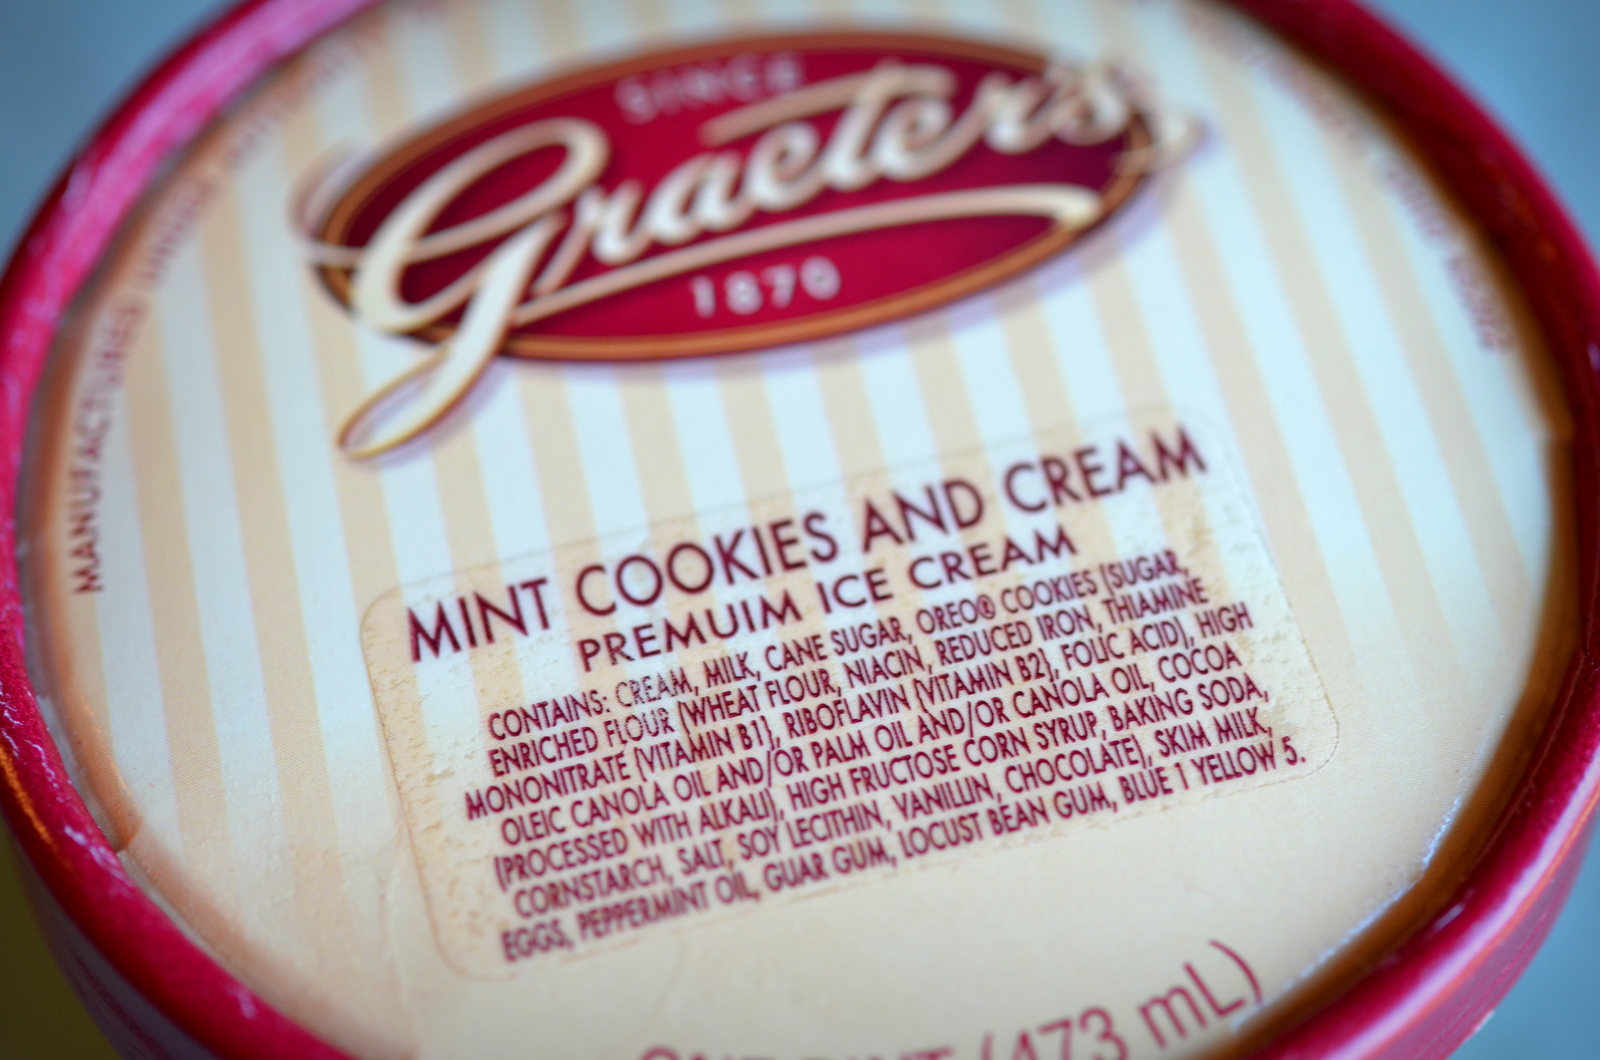 SINCE
Graeter's
1870
MANUFACTURED UNDER
MINT COOKIES AND CREAM
PREMUIM ICE CREAM
CONTAINS: CREAM, MILK, CANE SUGAR, OREO® COOKIES (SUGAR,
ENRICHED FLOUR (WHEAT FLOUR, NIACIN, REDUCED IRON, THIAMINE
MONONITRATE (VITAMIN B1), RIBOFLAVIN (VITAMIN B2), FOLIC ACID), HIGH
OLEIC CANOLA OIL AND/OR PALM OIL AND/OR CANOLA OIL, COCOA
(PROCESSED WITH ALKALI), HIGH FRUCTOSE CORN SYRUP, BAKING SODA,
CORNSTARCH, SALT, SOY LECITHIN, VANILLIN, CHOCOLATE), SKIM MILK,
EGGS, PEPPERMINT OIL, GUAR GUM, LOCUST BEAN GUM, BLUE 1 YELLOW 5.
ONE PINT (473 mL)